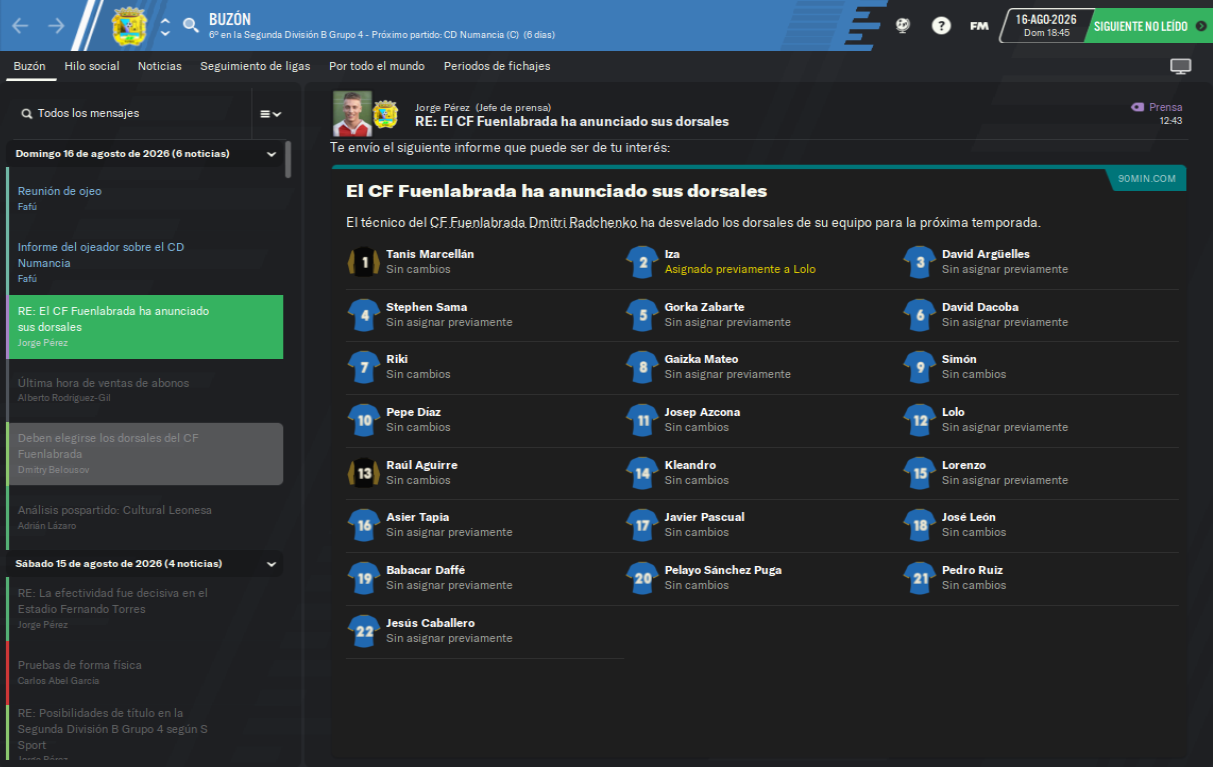 BUZÓN
6º en la Segunda División B Grupo 4 - Próximo partido: CD Numancia (C) (6 días)
?
FM
16-AGO-2026
Dom 18:45
SIGUIENTE NO LEÍDO
Buzón
Hilo social
Noticias
Seguimiento de ligas
Por todo el mundo
Periodos de fichajes
Todos los mensajes
Domingo 16 de agosto de 2026 (6 noticias)
Reunión de ojeo
Fafú
Informe del ojeador sobre el CD
Numancia
Fafú
RE: El CF Fuenlabrada ha anunciado
sus dorsales
Jorge Pérez
Última hora de ventas de abonos
Alberto Rodríguez-Gil
Deben elegirse los dorsales del CF
Fuenlabrada
Dmitry Belousov
Análisis pospartido: Cultural Leonesa
Adrián Lázaro
Sábado 15 de agosto de 2026 (4 noticias)
RE: La efectividad fue decisiva en el
Estadio Fernando Torres
Jorge Pérez
Pruebas de forma física
Carlos Abel García
RE: Posibilidades de título en la
Segunda División B Grupo 4 según S
Sport
Jorge Pérez
Jorge Pérez (Jefe de prensa)
RE: El CF Fuenlabrada ha anunciado sus dorsales
Prensa
12:43
Te envío el siguiente informe que puede ser de tu interés:
90MIN.COM
El CF Fuenlabrada ha anunciado sus dorsales
El técnico del CF Fuenlabrada Dmitri Radchenko ha desvelado los dorsales de su equipo para la próxima temporada.
1
Tanis Marcellán
Sin cambios
2
Iza
Asignado previamente a Lolo
3
David Argüelles
Sin asignar previamente
4
Stephen Sama
Sin asignar previamente
5
Gorka Zabarte
Sin asignar previamente
6
David Dacoba
Sin asignar previamente
7
Riki
Sin cambios
8
Gaizka Mateo
Sin asignar previamente
9
Simón
Sin cambios
10
Pepe Díaz
Sin cambios
11
Josep Azcona
Sin cambios
12
Lolo
Sin asignar previamente
13
Raúl Aguirre
Sin cambios
14
Kleandro
Sin cambios
15
Lorenzo
Sin asignar previamente
16
Asier Tapia
Sin asignar previamente
17
Javier Pascual
Sin cambios
18
José León
Sin cambios
19
Babacar Daffé
Sin asignar previamente
20
Pelayo Sánchez Puga
Sin cambios
21
Pedro Ruiz
Sin cambios
22
Jesús Caballero
Sin asignar previamente